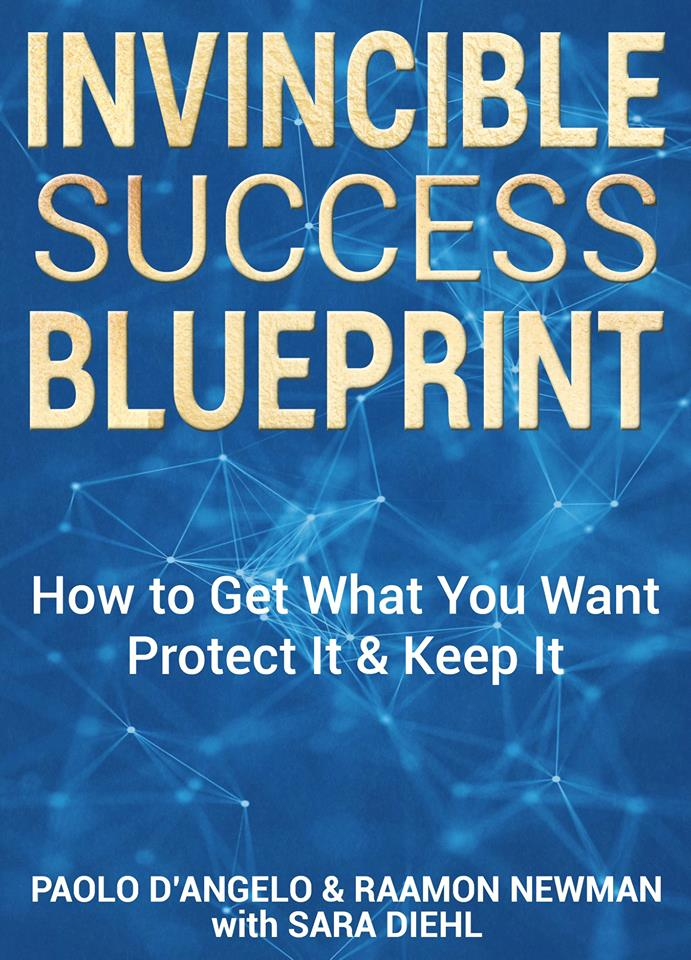 INVINCIBLE
SUCCESS
BLUEPRINT
How to Get What You Want
Protect It & Keep It
PAOLO D'ANGELO & RAAMON NEWMAN
with SARA DIEHL